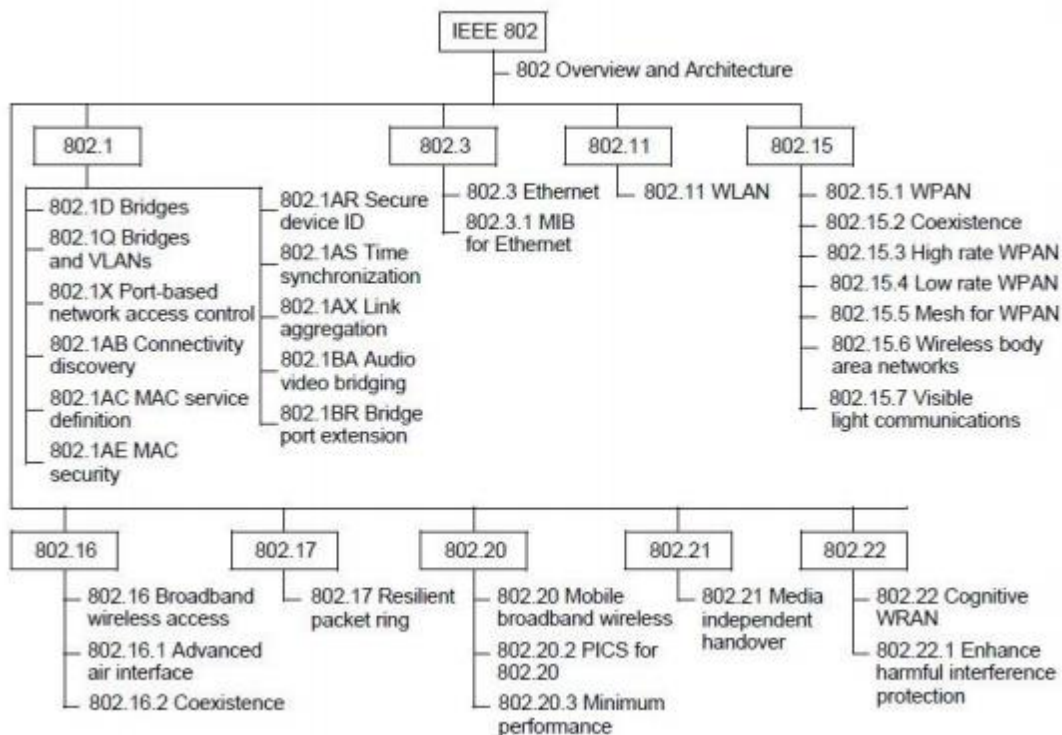 IEEE 802
802 Overview and Architecture
802.1
802.1D Bridges
802.1Q Bridges
and VLANs
802.1X Port-based
network access control
802.1AB Connectivity
discovery
802.1AC MAC service
definition
802.1AE MAC
security
802.1AR Secure
device ID
802.1AS Time
synchronization
802.1AX Link
aggregation
802.1BA Audio
video bridging
802.1BR Bridge
port extension
802.3
802.3 Ethernet
802.3.1 MIB
for Ethernet
802.11
802.11 WLAN
802.15
802.15.1 WPAN
802.15.2 Coexistence
802.15.3 High rate WPAN
802.15.4 Low rate WPAN
802.15.5 Mesh for WPAN
802.15.6 Wireless body
area networks
802.15.7 Visible
light communications
802.16
802.16 Broadband
wireless access
802.16.1 Advanced
air interface
802.16.2 Coexistence
802.17
802.17 Resilient
packet ring
802.20
802.20 Mobile
broadband wireless
802.20.2 PICS for
802.20
802.20.3 Minimum
performance
802.21
802.21 Media
independent
handover
802.22
802.22 Cognitive
WRAN
802.22.1 Enhance
harmful interference
protection